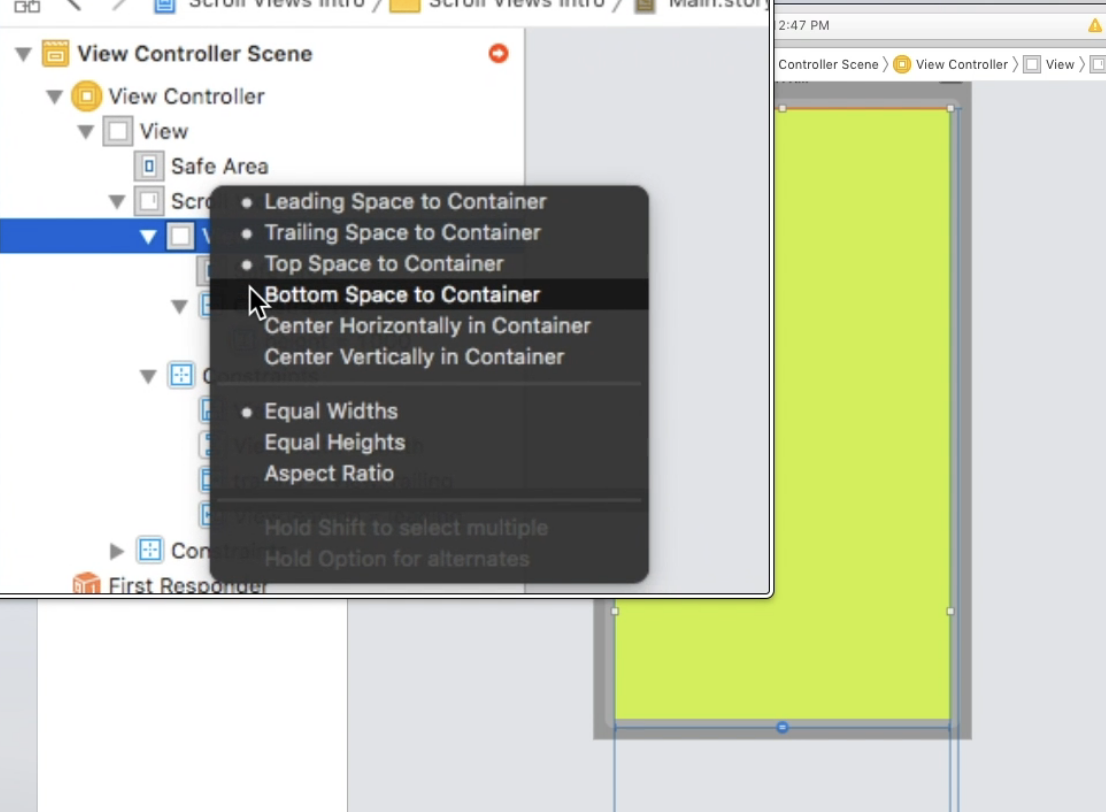 Scroll Views Intro
Scroll Views Intro
Main.story
2:47 PM
View Controller Scene
Controller Scene
View Controller
View
View Controller
View
Safe Area
Scro
Leading Space to Container
Trailing Space to Container
Top Space to Container
Bottom Space to Container
Center Horizontally in Container
Center Vertically in Container
Equal Widths
Equal Heights
Aspect Ratio
Hold Shift to select multiple
Hold Option for alternates
First Responder